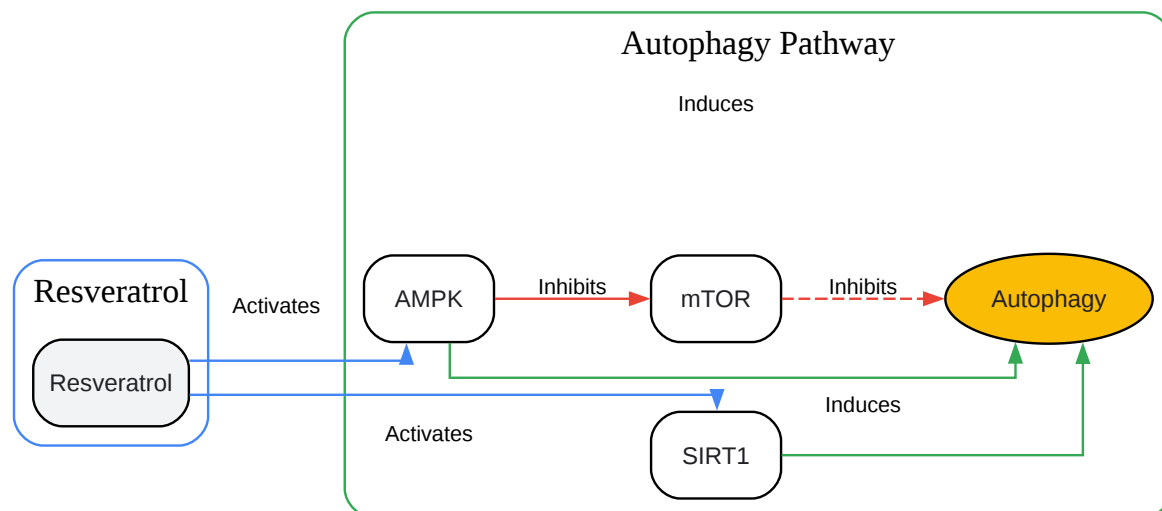 Autophagy Pathway
Induces
Resveratrol
Activates
AMPK
Inhibits
mTOR
Inhibits
Autophagy
Resveratrol
Activates
Induces
SIRT1